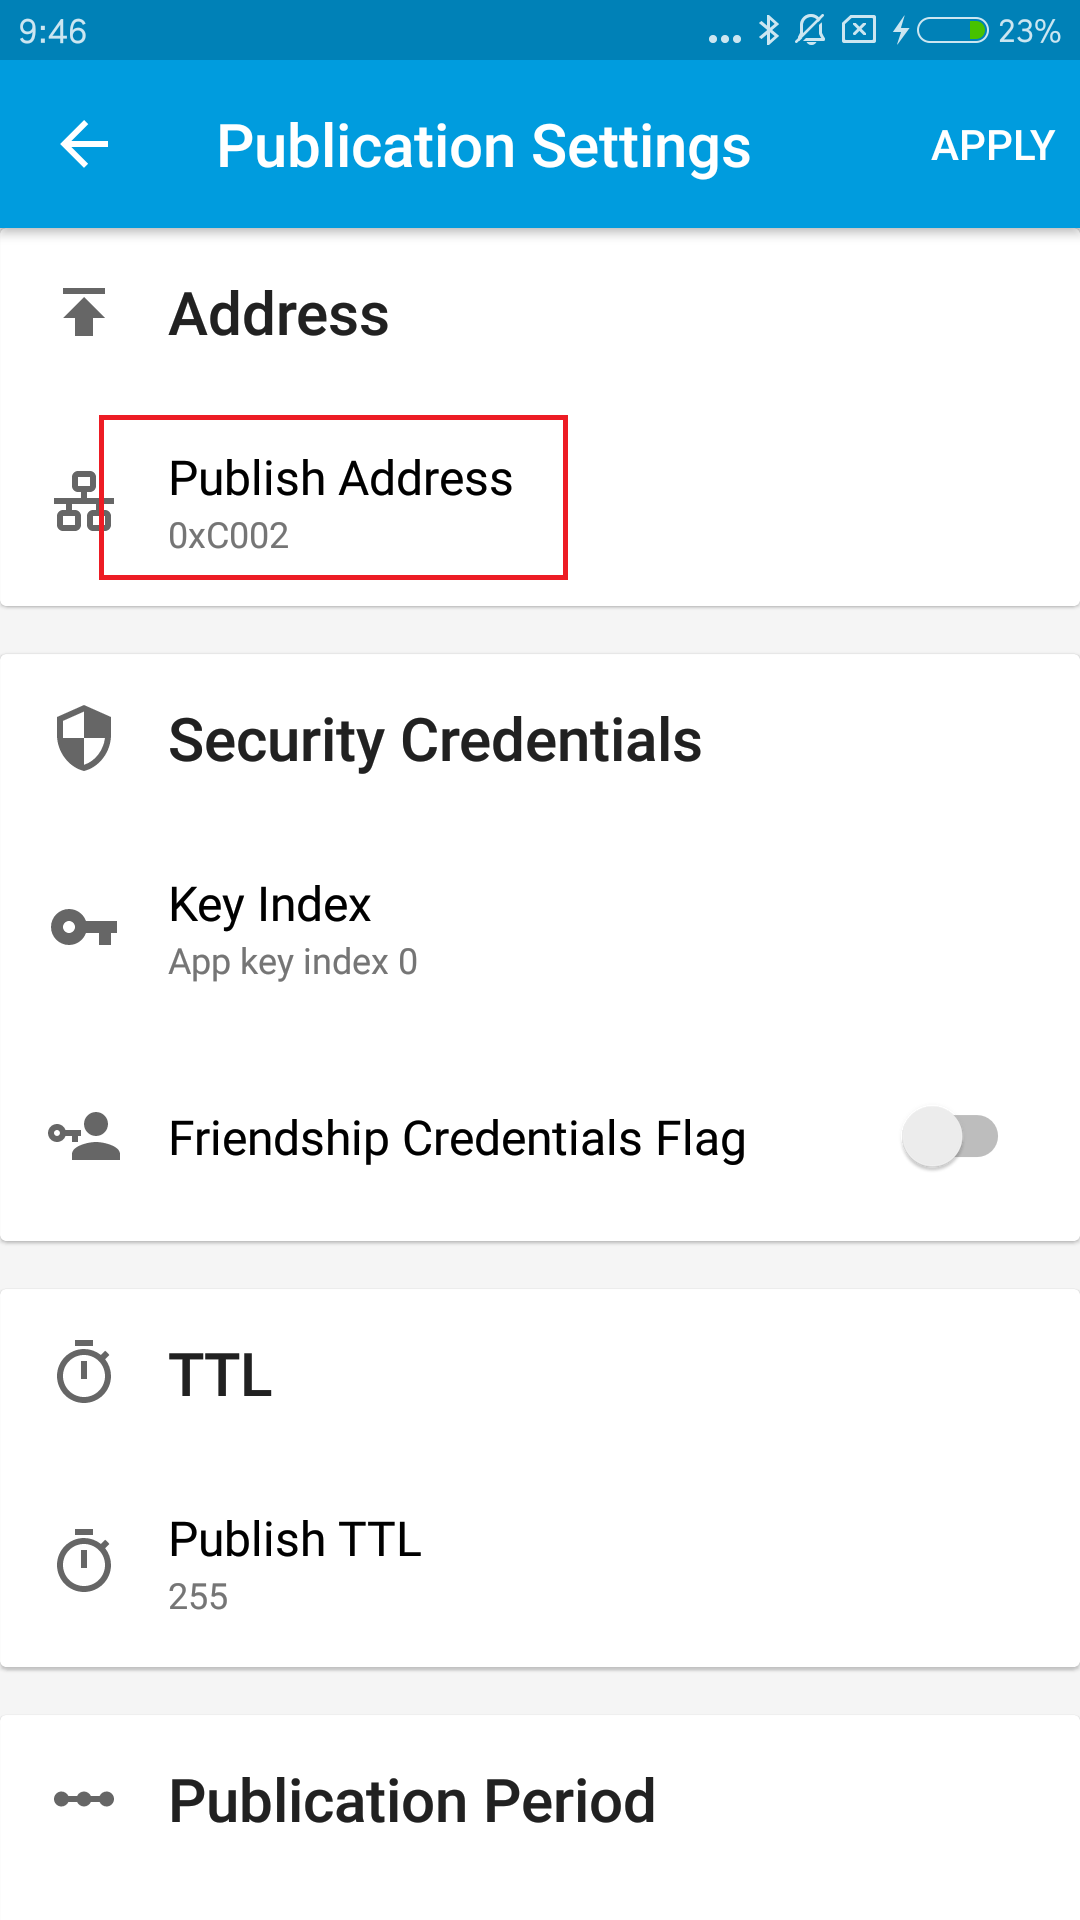 9:46
23%
Publication Settings
APPLY
Address
Publish Address
0xC002
Security Credentials
Key Index
App key index 0
Friendship Credentials Flag
TTL
Publish TTL
255
Publication Period